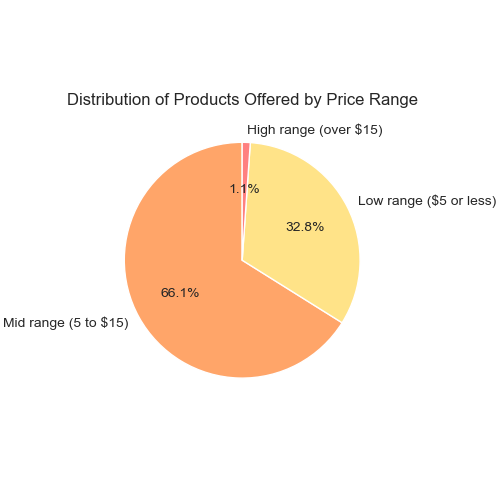 Distribution of Products Offered by Price Range
High range (over $15)
1.1%
Low range ($5 or less)
32.8%
66.1%
Mid range (5 to $15)